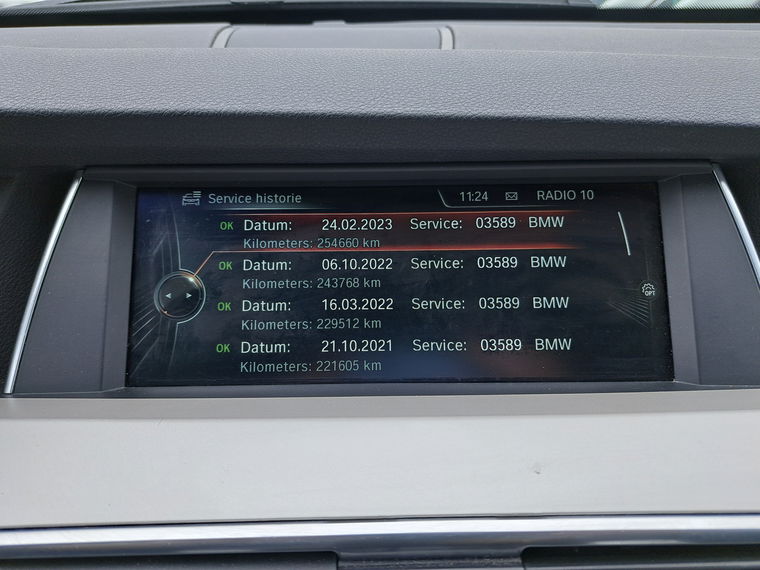 Service historie 11:24 RADIO 10
OK Datum: 24.02.2023 Service: 03589 BMW
Kilometers: 254660 km
OK Datum: 06.10.2022 Service: 03589 BMW
Kilometers: 243768 km
OK Datum: 16.03.2022 Service: 03589 BMW
Kilometers: 229512 km
OK Datum: 21.10.2021 Service: 03589 BMW
Kilometers: 221605 km
OPT